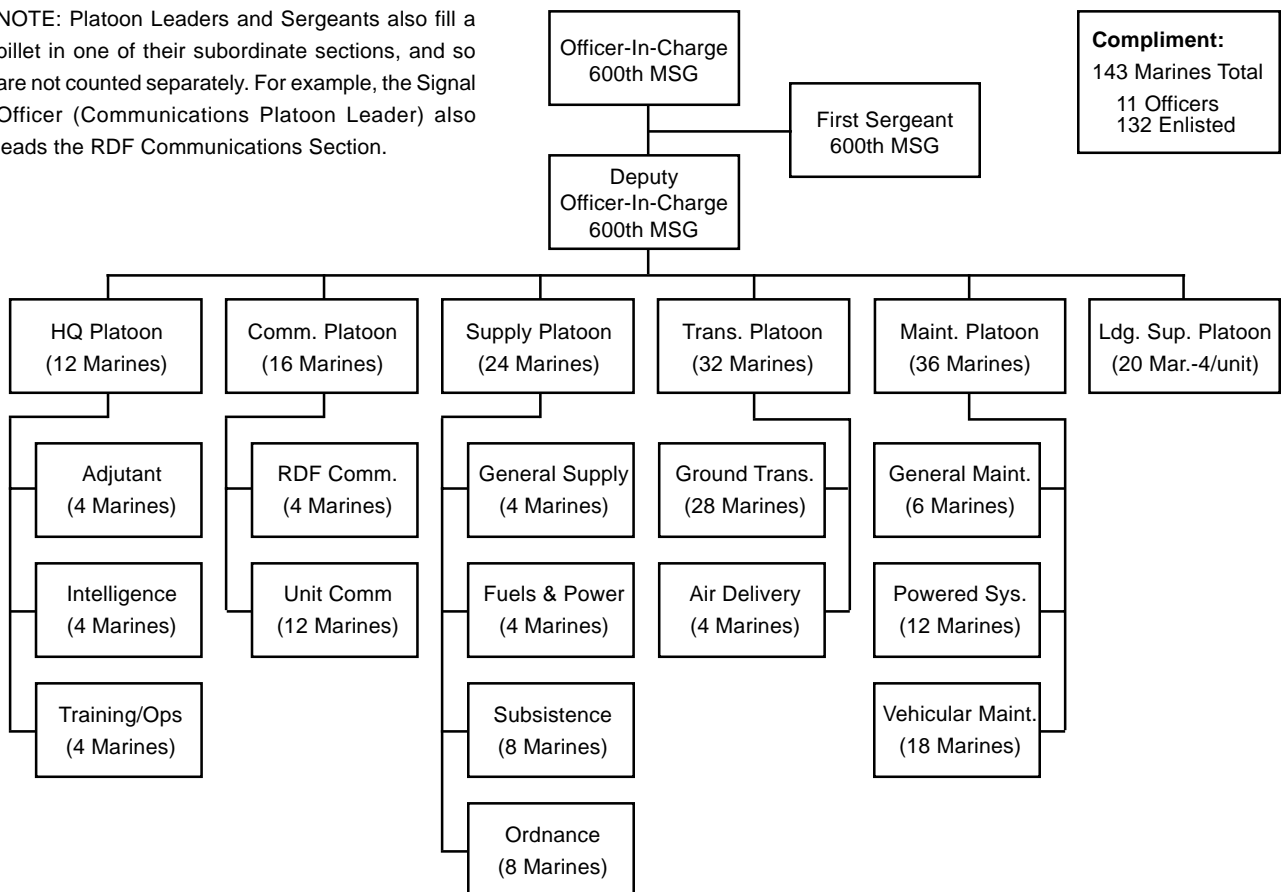 NOTE: Platoon Leaders and Sergeants also fill a
billet in one of their subordinate sections, and so
are not counted separately. For example, the Signal
Officer (Communications Platoon Leader) also
leads the RDF Communications Section.
Officer-In-Charge
600th MSG
First Sergeant
600th MSG
Compliment:
143 Marines Total
11 Officers
132 Enlisted
Deputy
Officer-In-Charge
600th MSG
HQ Platoon
(12 Marines)
Comm. Platoon
(16 Marines)
Supply Platoon
(24 Marines)
Trans. Platoon
(32 Marines)
Maint. Platoon
(36 Marines)
Ldg. Sup. Platoon
(20 Mar.-4/unit)
Adjutant
(4 Marines)
RDF Comm.
(4 Marines)
General Supply
(4 Marines)
Ground Trans.
(28 Marines)
General Maint.
(6 Marines)
Intelligence
(4 Marines)
Unit Comm
(12 Marines)
Fuels & Power
(4 Marines)
Air Delivery
(4 Marines)
Powered Sys.
(12 Marines)
Training/Ops
(4 Marines)
Subsistence
(8 Marines)
Vehicular Maint.
(18 Marines)
Ordnance
(8 Marines)